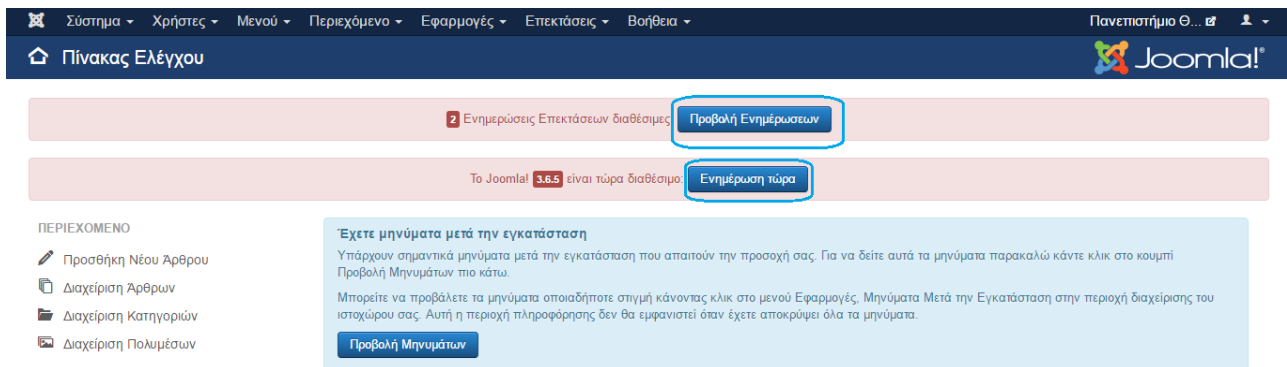 Σύστημα Χρήστες Μενού Περιεχόμενο Εφαρμογές Επεκτάσεις Βοήθεια Πανεπιστήμιο Θ...
Πίνακας Ελέγχου Joomla!®
2 Ενημερώσεις Επεκτάσεων διαθέσιμες Προβολή Ενημέρωσεων
Το Joomla! 3.6.5 είναι τώρα διαθέσιμο: Ενημέρωση τώρα
ΠΕΡΙΕΧΟΜΕΝΟ
Προσθήκη Νέου Άρθρου
Διαχείριση Άρθρων
Διαχείριση Κατηγοριών
Διαχείριση Πολυμέσων
Έχετε μηνύματα μετά την εγκατάσταση
Υπάρχουν σημαντικά μηνύματα μετά την εγκατάσταση που απαιτούν την προσοχή σας. Για να δείτε αυτά τα μηνύματα παρακαλώ κάντε κλικ στο κουμπί
Προβολή Μηνυμάτων πιο κάτω.
Μπορείτε να προβάλετε τα μηνύματα οποιαδήποτε στιγμή κάνοντας κλικ στο μενού Εφαρμογές, Μηνύματα Μετά την Εγκατάσταση στην περιοχή διαχείρισης του
ιστοχώρου σας. Αυτή η περιοχή πληροφόρησης δεν θα εμφανιστεί όταν έχετε αποκρύψει όλα τα μηνύματα.
Προβολή Μηνυμάτων